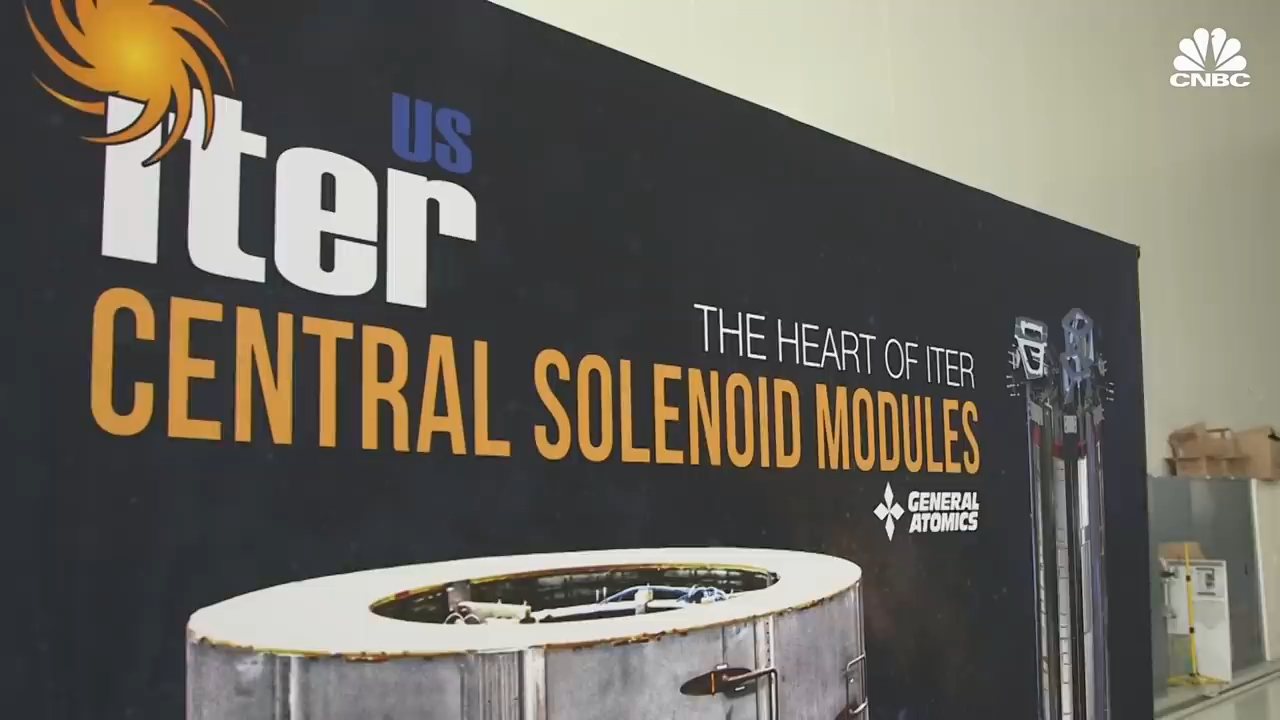 CNBC
US
iter
THE HEART OF ITER
CENTRAL SOLENOID MODULES
GENERAL
ATOMICS